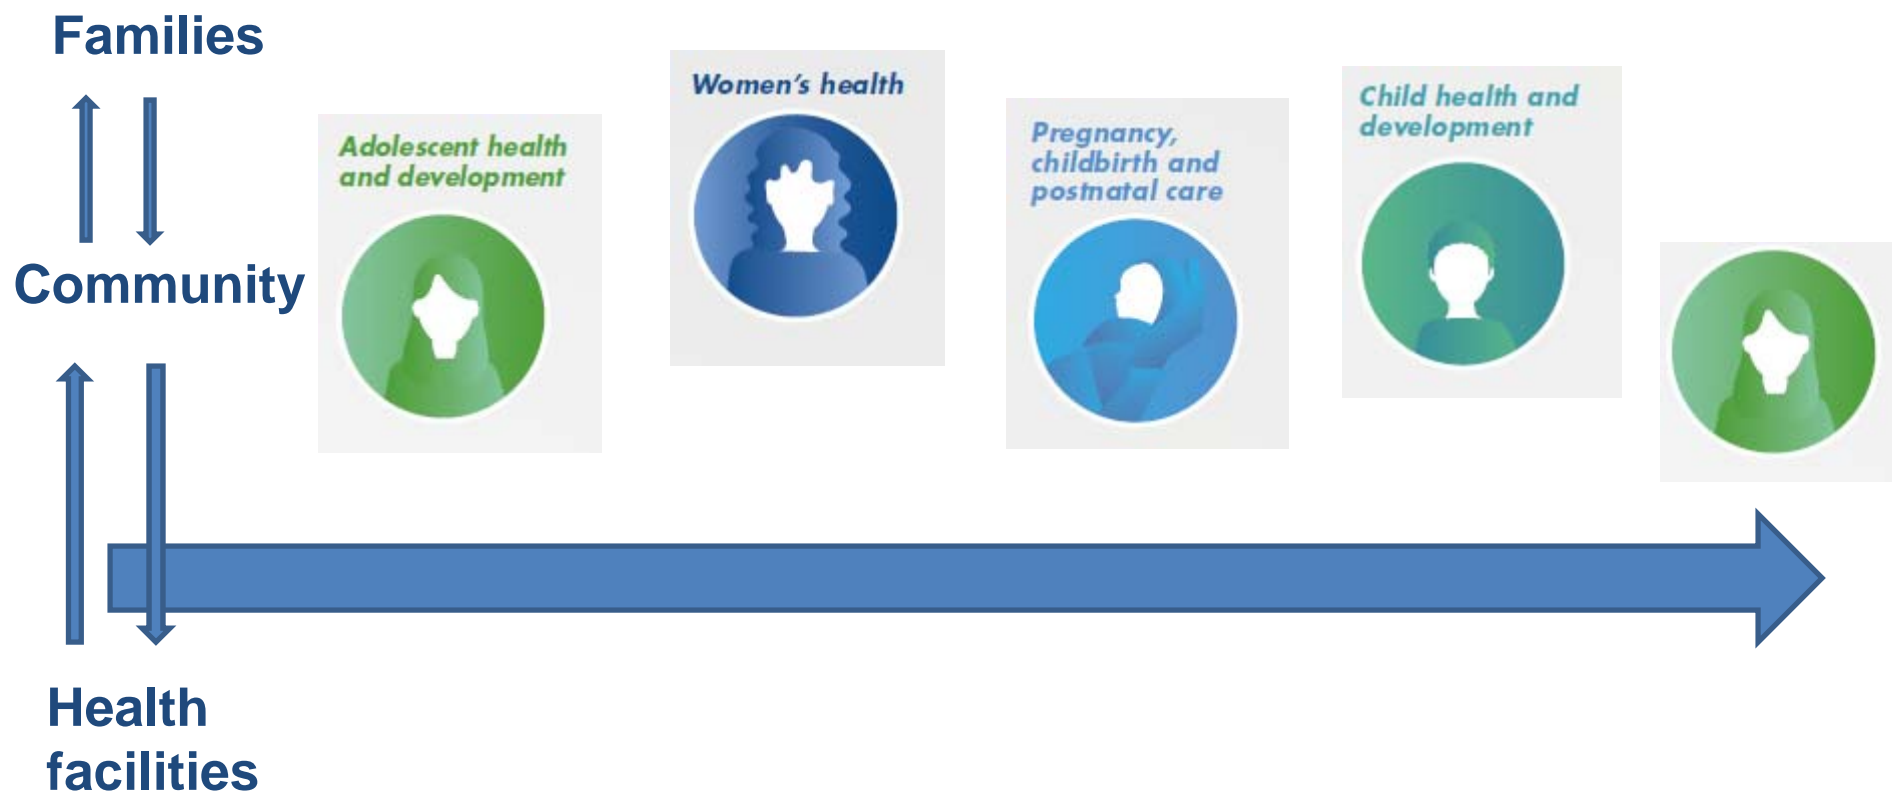 Families
Community
Health
facilities
Adolescent health
and development
Women's health
Pregnancy,
childbirth and
postnatal care
Child health and
development